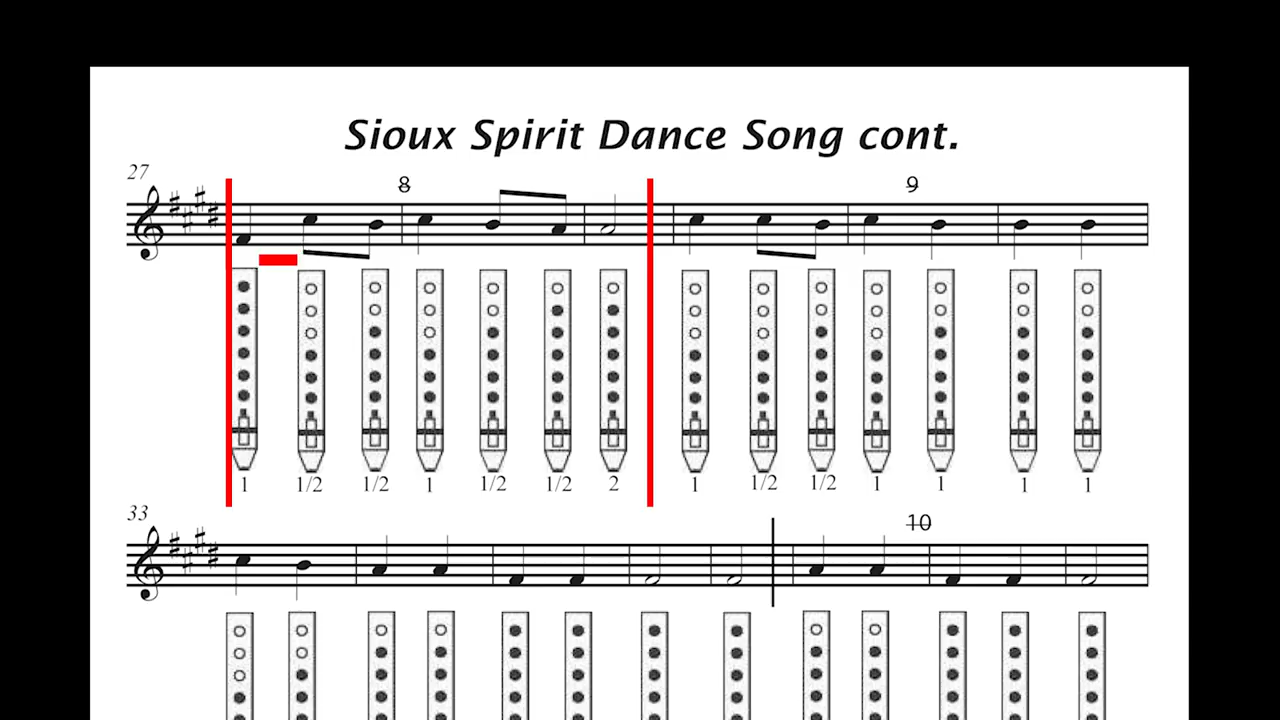 Sioux Spirit Dance Song cont.
27
8 9
1 1/2 1/2 1 1/2 1/2 2 1 1/2 1/2 1 1 1 1
33
10